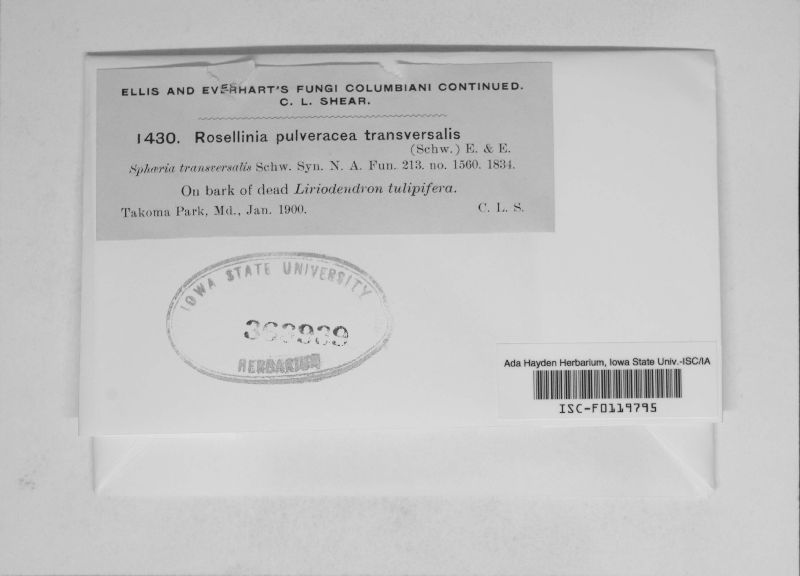 ELLIS AND EVERHART'S FUNGI COLUMBIANI CONTINUED.
C. L. SHEAR.
1430. Rosellinia pulveracea transversalis
(Schw.) E. & E.
Sphæria transversalis Schw. Syn. N. A. Fun. 213. no. 1560. 1834.
On bark of dead Liriodendron tulipifera.
Takoma Park, Md., Jan. 1900. C. L. S.
IOWA STATE UNIVERSITY
363939
HERBARIUM
Ada Hayden Herbarium, Iowa State Univ.-ISC/IA
ISC-F0119795